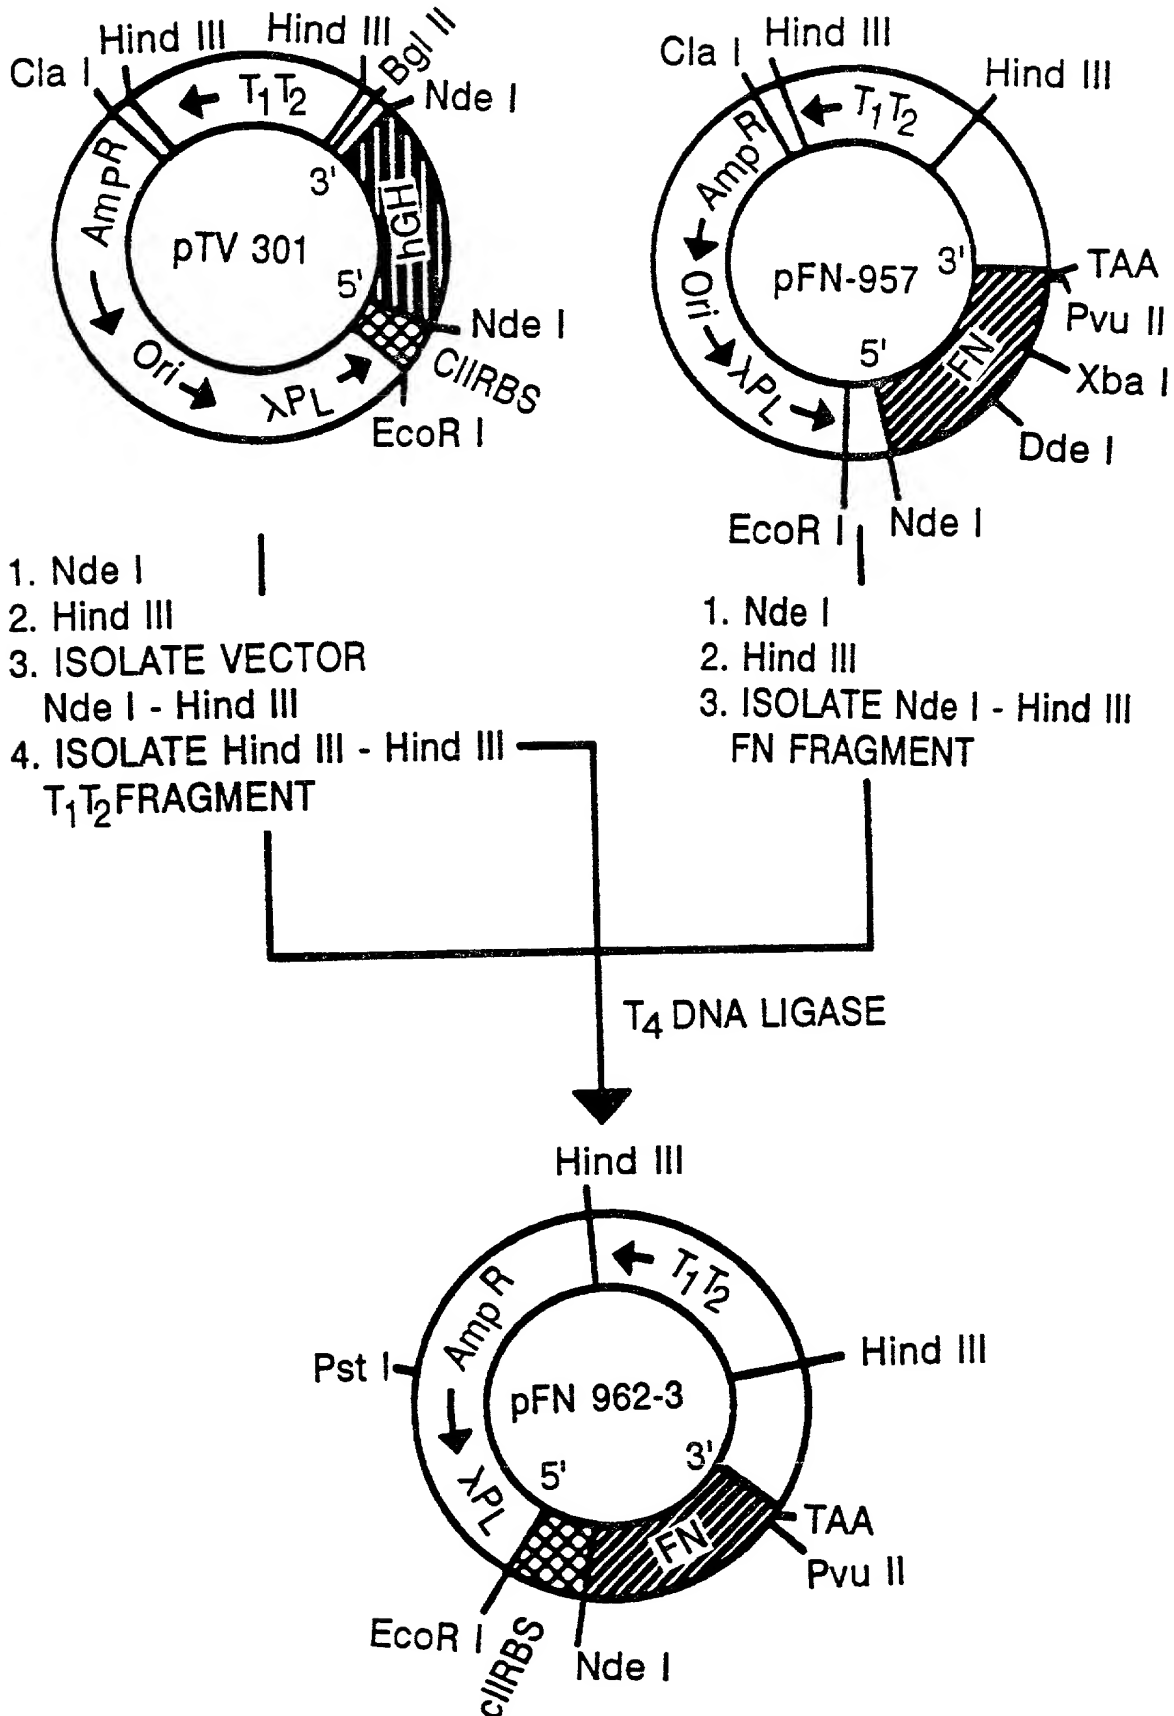 Cla I
Hind III
Hind III
Bgl II
Nde I
T1T2
AmpR
3'
hGH
pTV 301
5'
Nde I
CIIRBS
Ori
λPL
EcoR I
Cla I
Hind III
Hind III
T1T2
AmpR
3'
TAA
pFN-957
Pvu II
Ori
5'
FN
Xba I
λPL
Dde I
EcoR I
Nde I
1. Nde I
2. Hind III
3. ISOLATE VECTOR
Nde I - Hind III
4. ISOLATE Hind III - Hind III
T1T2 FRAGMENT
1. Nde I
2. Hind III
3. ISOLATE Nde I - Hind III
FN FRAGMENT
T4 DNA LIGASE
Hind III
T1T2
AmpR
Pst I
Hind III
pFN 962-3
3'
5'
λPL
FN
TAA
Pvu II
EcoR I
cIIRBS
Nde I